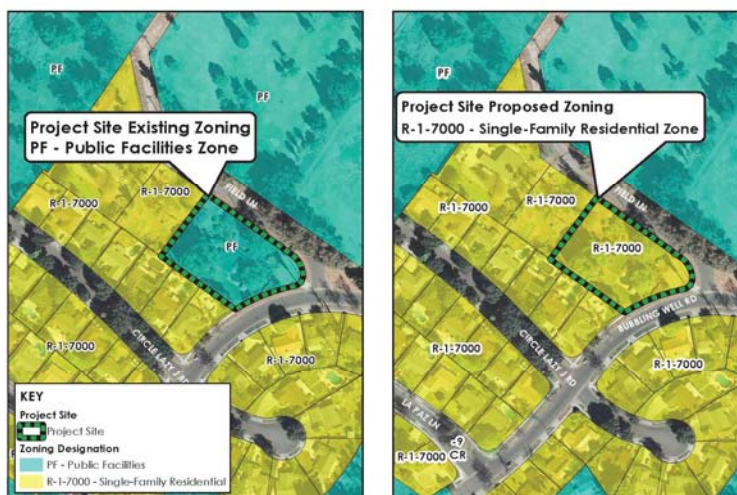 PF
PF
Project Site Existing Zoning
PF - Public Facilities Zone
R-1-7000
R-1-7000
FIELD LN
PF
R-1-7000
CIRCLE LAZY J RD
R-1-7000
KEY
Project Site
Project Site
Zoning Designation
PF - Public Facilities
R-1-7000 - Single-Family Residential
PF
PF
Project Site Proposed Zoning
R-1-7000 - Single-Family Residential Zone
R-1-7000
R-1-7000
FIELD LN
R-1-7000
BUBBLING WELL RD
R-1-7000
CIRCLE LAZY J RD
R-1-7000
LA PAZ LN
-9
CR
R-1-7000